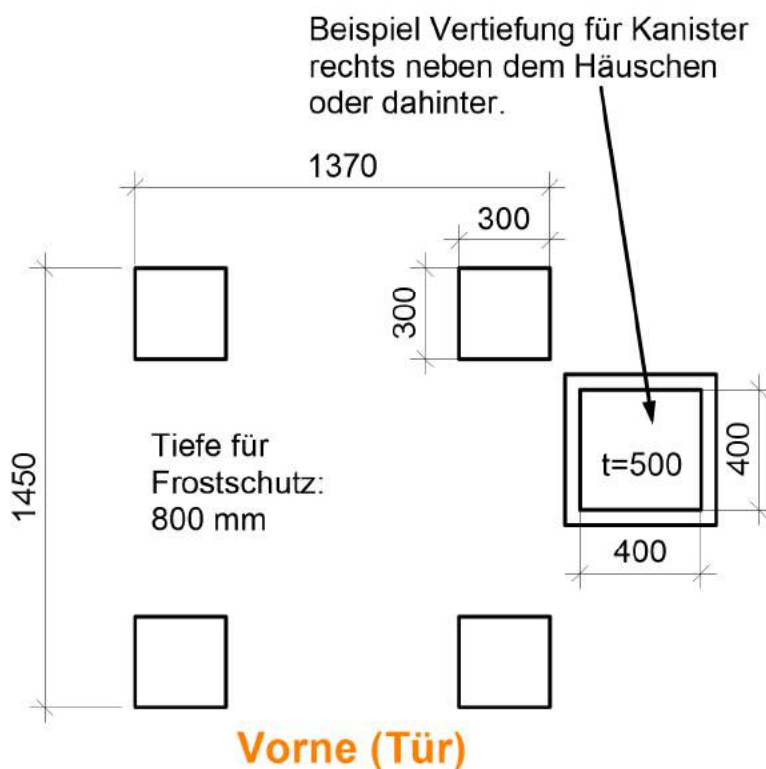 Beispiel Vertiefung für Kanister
rechts neben dem Häuschen
oder dahinter.
1370
300
300
Tiefe für
Frostschutz:
800 mm
1450
t=500
400
400
Vorne (Tür)